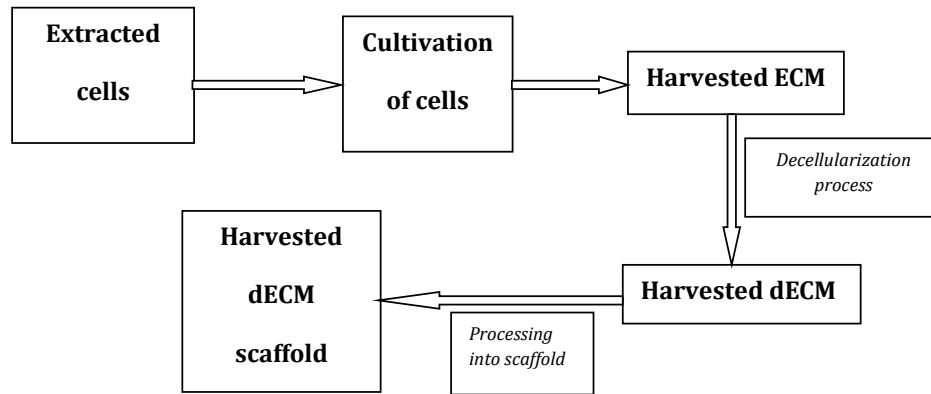 Extracted
cells
Cultivation
of cells
Harvested ECM
Decellularization
process
Harvested dECM
Processing
into scaffold
Harvested
dECM
scaffold